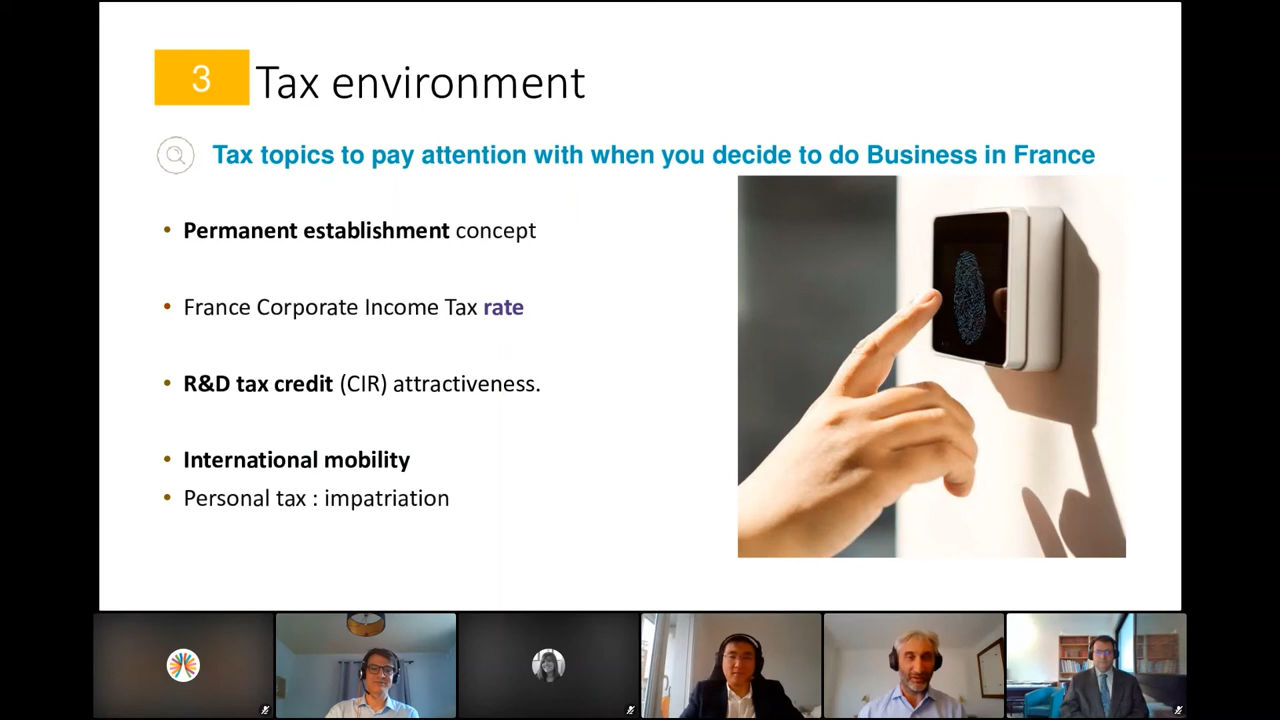 3 Tax environment
Tax topics to pay attention with when you decide to do Business in France
• Permanent establishment concept
• France Corporate Income Tax rate
• R&D tax credit (CIR) attractiveness.
• International mobility
• Personal tax : impatriation